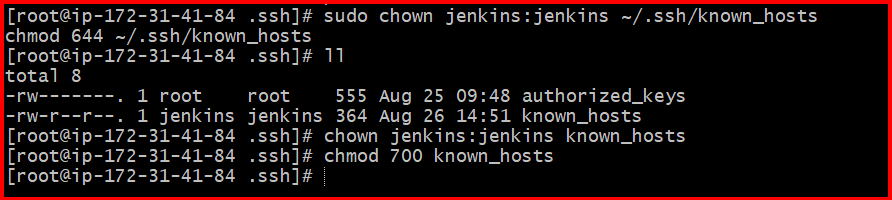 [root@ip-172-31-41-84 .ssh]# sudo chown jenkins:jenkins ~/.ssh/known_hosts
chmod 644 ~/.ssh/known_hosts
[root@ip-172-31-41-84 .ssh]# ll
total 8
-rw-------. 1 root    root    555 Aug 25 09:48 authorized_keys
-rw-r--r--. 1 jenkins jenkins 364 Aug 26 14:51 known_hosts
[root@ip-172-31-41-84 .ssh]# chown jenkins:jenkins known_hosts
[root@ip-172-31-41-84 .ssh]# chmod 700 known_hosts
[root@ip-172-31-41-84 .ssh]#